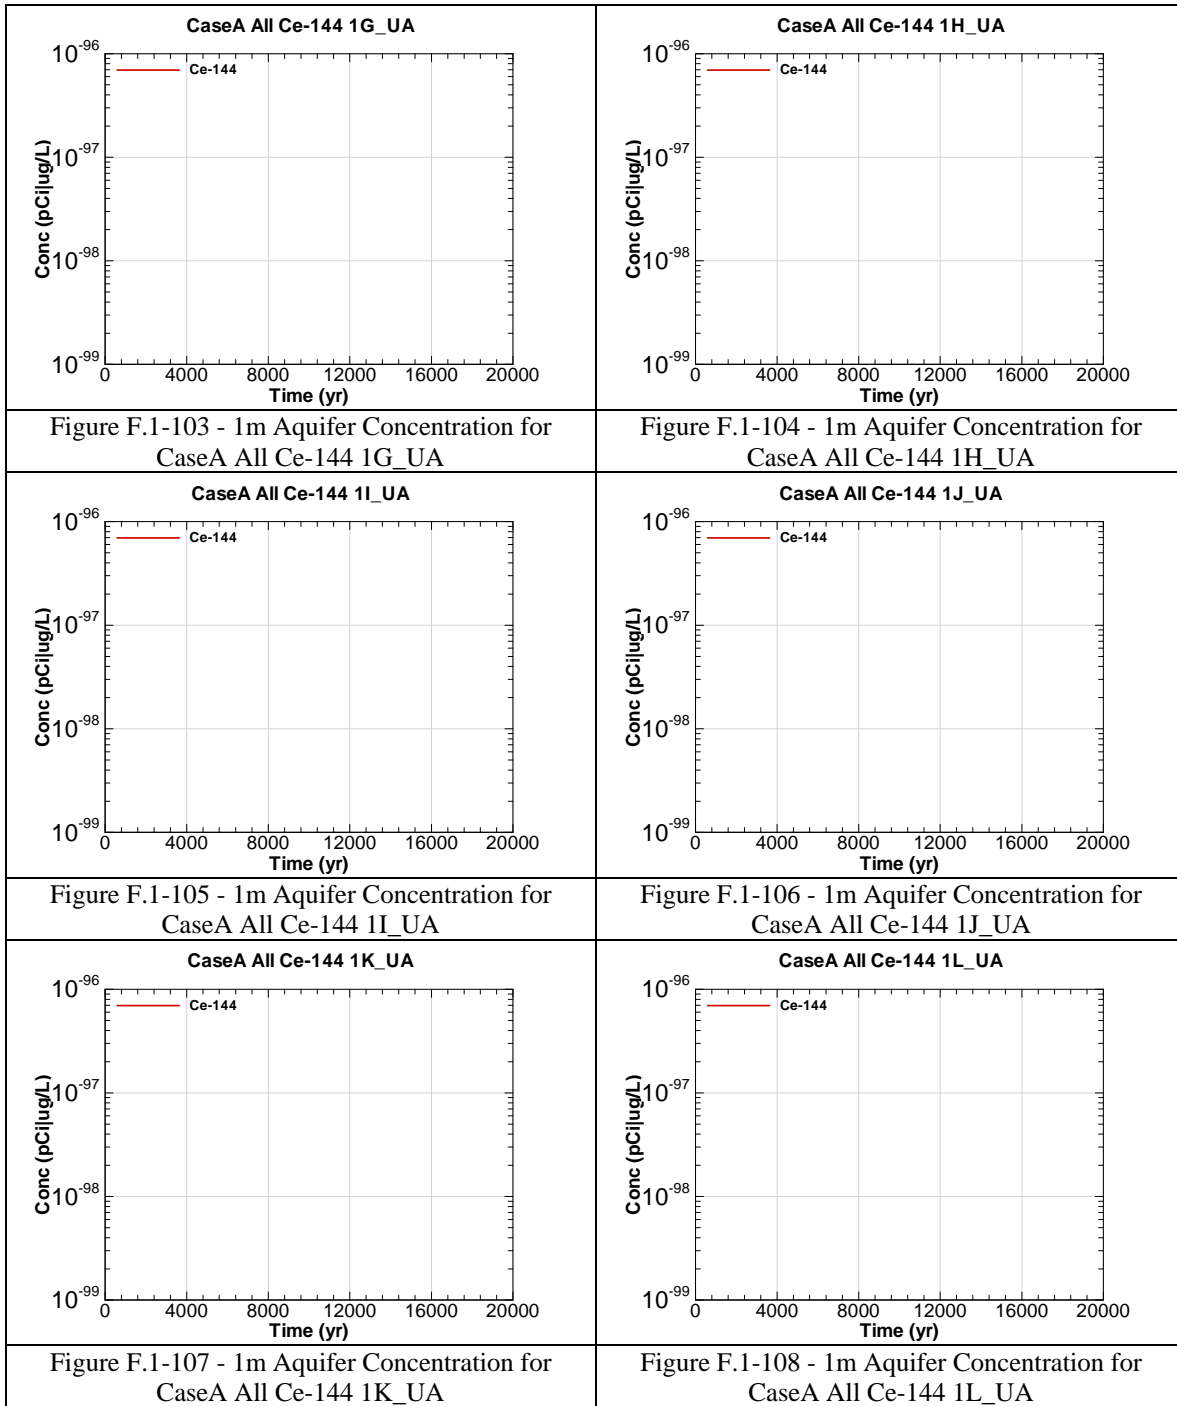 CaseA All Ce-144 1G_UA
Ce-144
10^-96
10^-97
10^-98
10^-99
Conc (pCi|ug/L)
0 4000 8000 12000 16000 20000
Time (yr)
Figure F.1-103 - 1m Aquifer Concentration for
CaseA All Ce-144 1G_UA
CaseA All Ce-144 1H_UA
Ce-144
10^-96
10^-97
10^-98
10^-99
Conc (pCi|ug/L)
0 4000 8000 12000 16000 20000
Time (yr)
Figure F.1-104 - 1m Aquifer Concentration for
CaseA All Ce-144 1H_UA
CaseA All Ce-144 1I_UA
Ce-144
10^-96
10^-97
10^-98
10^-99
Conc (pCi|ug/L)
0 4000 8000 12000 16000 20000
Time (yr)
Figure F.1-105 - 1m Aquifer Concentration for
CaseA All Ce-144 1I_UA
CaseA All Ce-144 1J_UA
Ce-144
10^-96
10^-97
10^-98
10^-99
Conc (pCi|ug/L)
0 4000 8000 12000 16000 20000
Time (yr)
Figure F.1-106 - 1m Aquifer Concentration for
CaseA All Ce-144 1J_UA
CaseA All Ce-144 1K_UA
Ce-144
10^-96
10^-97
10^-98
10^-99
Conc (pCi|ug/L)
0 4000 8000 12000 16000 20000
Time (yr)
Figure F.1-107 - 1m Aquifer Concentration for
CaseA All Ce-144 1K_UA
CaseA All Ce-144 1L_UA
Ce-144
10^-96
10^-97
10^-98
10^-99
Conc (pCi|ug/L)
0 4000 8000 12000 16000 20000
Time (yr)
Figure F.1-108 - 1m Aquifer Concentration for
CaseA All Ce-144 1L_UA